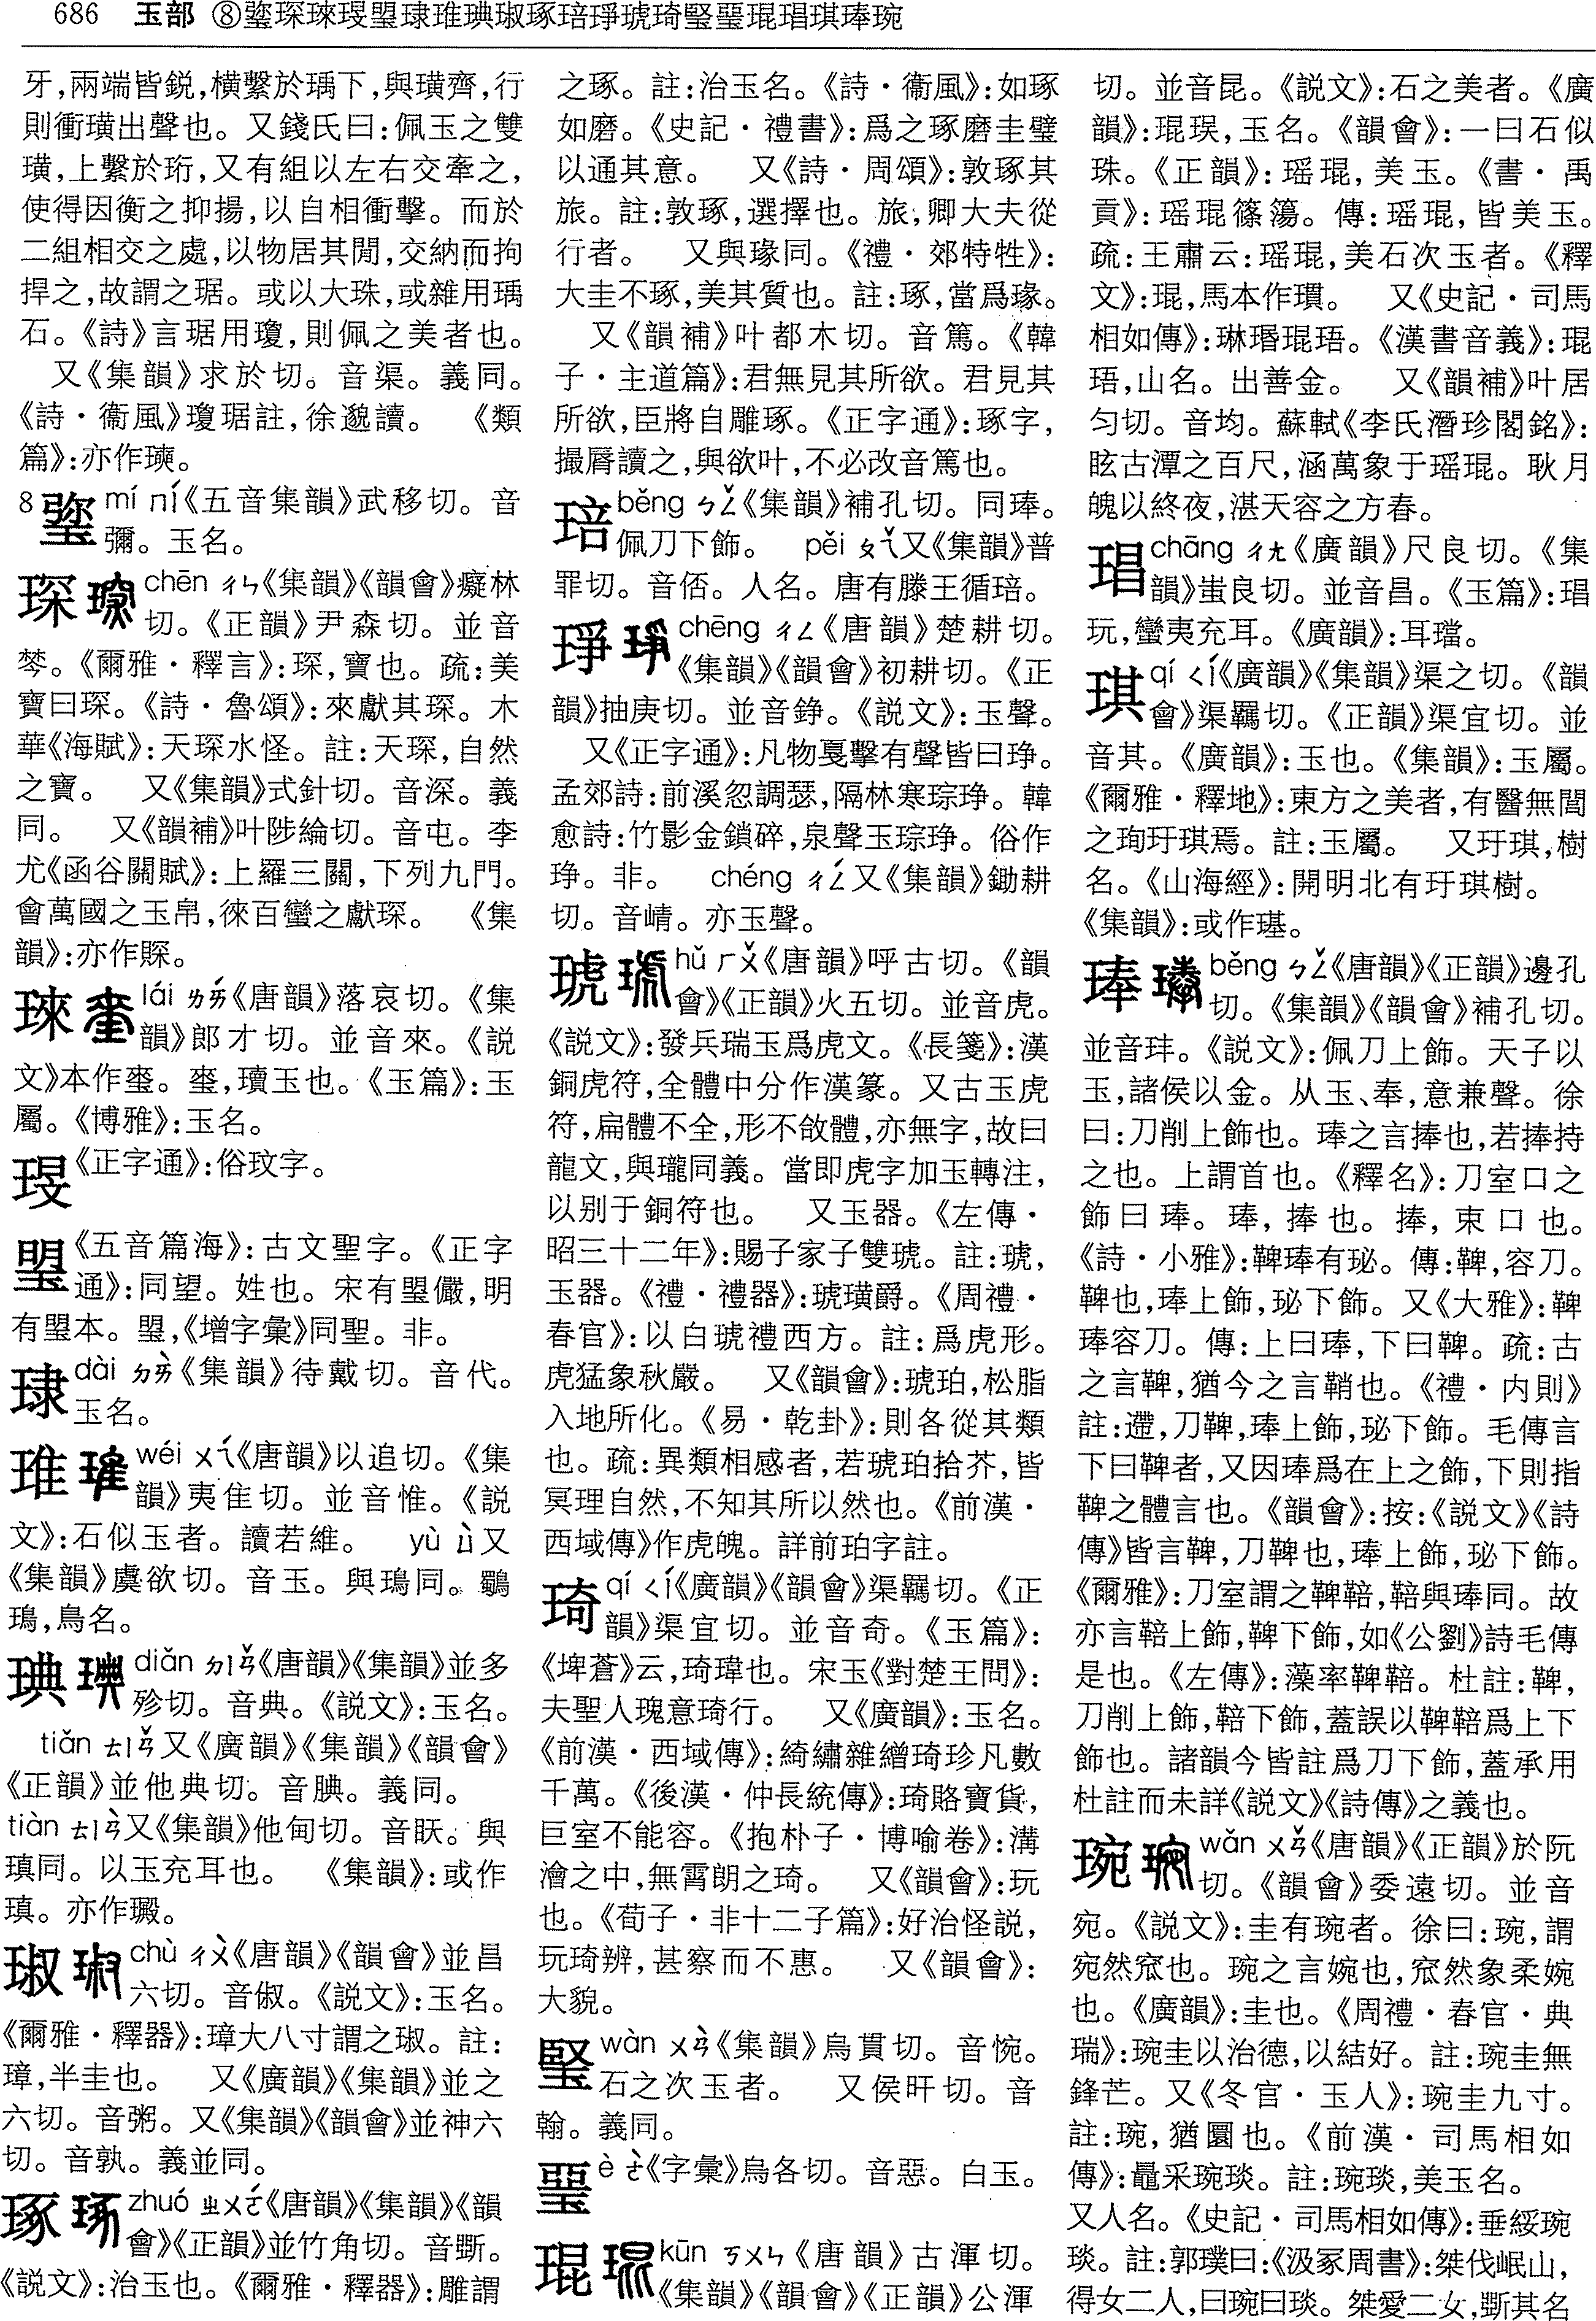 686 玉部 ⑧瓕琛琜㻎朢㻖琟琠琡琢琣琤琥琦㻘㻙琨琩琪琫琬
牙,兩端皆鋭,横繫於瑀下,與璜齊,行
則衝璜出聲也。又錢氏曰:佩玉之雙
璜,上繫於珩,又有組以左右交牽之,
使得因衡之抑揚,以自相衝擊。而於
二組相交之處,以物居其閒,交納而拘
捍之,故謂之琚。或以大珠,或雜用瑀
石。《詩》言琚用瓊,則佩之美者也。
又《集韻》求於切。音渠。義同。
《詩・衞風》瓊琚註,徐邈讀。 《類
篇》:亦作璖。
8 mí ㄇㄧˊ《五音集韻》武移切。音
彌。玉名。
琛 chēn ㄔㄣ《集韻》《韻會》癡林
切。《正韻》尹森切。並音
棽。《爾雅・釋言》:琛,寶也。疏:美
寶曰琛。《詩・魯頌》:來獻其琛。木
華《海賦》:天琛水怪。註:天琛,自然
之寶。 又《集韻》式針切。音深。義
同。 又《韻補》叶陟綸切。音屯。李
尤《函谷關賦》:上羅三關,下列九門。
會萬國之玉帛,徠百蠻之獻琛。 《集
韻》:亦作賝。
琜 lái ㄌㄞˊ《唐韻》落哀切。《集
韻》郎才切。並音來。《説
文》本作瓃。瓃,瓄玉也。《玉篇》:玉
屬。《博雅》:玉名。
《正字通》:俗玟字。
《五音篇海》:古文聖字。《正字
通》:同望。姓也。宋有朢儼,明
有朢本。朢,《增字彙》同聖。非。
dài ㄉㄞˋ《集韻》待戴切。音代。
玉名。
琟 wéi ㄨㄟˊ《唐韻》以追切。《集
韻》夷隹切。並音惟。《説
文》:石似玉者。讀若維。 yù ㄩˋ又
《集韻》虞欲切。音玉。與鳿同。鸀
鳿,鳥名。
琠 diǎn ㄉㄧㄢˇ《唐韻》《集韻》並多
殄切。音典。《説文》:玉名。
tiǎn ㄊㄧㄢˇ又《廣韻》《集韻》《韻會》
《正韻》並他典切。音腆。義同。
tiàn ㄊㄧㄢˋ又《集韻》他甸切。音㖭。與
瑱同。以玉充耳也。 《集韻》:或作
瑱。亦作㼭。
琡 chù ㄔㄨˋ《唐韻》《韻會》並昌
六切。音俶。《説文》:玉名。
《爾雅・釋器》:璋大八寸謂之琡。註:
璋,半圭也。 又《廣韻》《集韻》並之
六切。音粥。又《集韻》《韻會》並神六
切。音孰。義並同。
琢 zhuó ㄓㄨㄛˊ《唐韻》《集韻》《韻
會》《正韻》並竹角切。音斲。
《説文》:治玉也。《爾雅・釋器》:雕謂
之琢。註:治玉名。《詩・衞風》:如琢
如磨。《史記・禮書》:爲之琢磨圭璧
以通其意。 又《詩・周頌》:敦琢其
旅。註:敦琢,選擇也。旅,卿大夫從
行者。 又與瑑同。《禮・郊特牲》:
大圭不琢,美其質也。註:琢,當爲瑑。
又《韻補》叶都木切。音篤。《韓
子・主道篇》:君無見其所欲。君見其
所欲,臣將自雕琢。《正字通》:琢字,
撮脣讀之,與欲叶,不必改音篤也。
琣 běng ㄅㄥˇ《集韻》補孔切。同琫。
佩刀下飾。 pěi ㄆㄟˇ又《集韻》普
罪切。音俖。人名。唐有滕王循琣。
琤 chēng ㄔㄥ《唐韻》楚耕切。
《集韻》《韻會》初耕切。《正
韻》抽庚切。並音錚。《説文》:玉聲。
又《正字通》:凡物戛擊有聲皆曰琤。
孟郊詩:前溪忽調瑟,隔林寒琮琤。韓
愈詩:竹影金鎖碎,泉聲玉琮琤。俗作
琤。非。 chéng ㄔㄥˊ又《集韻》鋤耕
切。音崝。亦玉聲。
琥 hǔ ㄏㄨˇ《唐韻》呼古切。《韻
會》《正韻》火五切。並音虎。
《説文》:發兵瑞玉爲虎文。《長箋》:漢
銅虎符,全體中分作漢篆。又古玉虎
符,扁體不全,形不敛體,亦無字,故曰
龍文,與瓏同義。當即虎字加玉轉注,
以别于銅符也。 又玉器。《左傳・
昭三十二年》:賜子家子雙琥。註:琥,
玉器。《禮・禮器》:琥璜爵。《周禮・
春官》:以白琥禮西方。註:爲虎形。
虎猛象秋嚴。 又《韻會》:琥珀,松脂
入地所化。《易・乾卦》:則各從其類
也。疏:異類相感者,若琥珀拾芥,皆
冥理自然,不知其所以然也。《前漢・
西域傳》作虎魄。詳前珀字註。
琦 qí ㄑㄧˊ《廣韻》《韻會》渠羈切。《正
韻》渠宜切。並音奇。《玉篇》:
《埤蒼》云,琦瑋也。宋玉《對楚王問》:
夫聖人瑰意琦行。 又《廣韻》:玉名。
《前漢・西域傳》:綺繡雜繒琦珍凡數
千萬。《後漢・仲長統傳》:琦賂寶貨,
巨室不能容。《抱朴子・博喻卷》:溝
澮之中,無霄朗之琦。 又《韻會》:玩
也。《荀子・非十二子篇》:好治怪説,
玩琦辨,甚察而不惠。 又《韻會》:
大貌。
wàn ㄨㄢˋ《集韻》烏貫切。音惋。
石之次玉者。 又侯旰切。音
翰。義同。
è ㄜˋ《字彙》烏各切。音惡。白玉。
琨 kūn ㄎㄨㄣ《唐韻》古渾切。
《集韻》《韻會》《正韻》公渾
切。並音昆。《説文》:石之美者。《廣
韻》:琨珸,玉名。《韻會》:一曰石似
珠。《正韻》:瑶琨,美玉。《書・禹
貢》:瑶琨篠簜。傳:瑶琨,皆美玉。
疏:王肅云:瑶琨,美石次玉者。《釋
文》:琨,馬本作瓆。 又《史記・司馬
相如傳》:琳瑉琨珸。《漢書音義》:琨
珸,山名。出善金。 又《韻補》叶居
匀切。音均。蘇軾《李氏潛珍閣銘》:
眩古潭之百尺,涵萬象于瑶琨。耿月
魄以終夜,湛天容之方春。
琩 chāng ㄔㄤ《廣韻》尺良切。《集
韻》蚩良切。並音昌。《玉篇》:琩
玩,蠻夷充耳。《廣韻》:耳璫。
琪 qí ㄑㄧˊ《廣韻》《集韻》渠之切。《韻
會》渠羈切。《正韻》渠宜切。並
音其。《廣韻》:玉也。《集韻》:玉屬。
《爾雅・釋地》:東方之美者,有醫無閭
之珣玗琪焉。註:玉屬。 又玗琪,樹
名。《山海經》:開明北有玗琪樹。
《集韻》:或作璂。
琫 běng ㄅㄥˇ《唐韻》《正韻》邊孔
切。《集韻》《韻會》補孔切。
並音玤。《説文》:佩刀上飾。天子以
玉,諸侯以金。从玉、奉,意兼聲。徐
曰:刀削上飾也。琫之言捧也,若捧持
之也。上謂首也。《釋名》:刀室口之
飾曰琫。琫,捧也。捧,束口也。
《詩・小雅》:鞞琫有珌。傳:鞞,容刀。
鞞也,琫上飾,珌下飾。又《大雅》:鞞
琫容刀。傳:上曰琫,下曰鞞。疏:古
之言鞞,猶今之言鞘也。《禮・内則》
註:遰,刀鞞,琫上飾,珌下飾。毛傳言
下曰鞞者,又因琫爲在上之飾,下則指
鞞之體言也。《韻會》:按:《説文》《詩
傳》皆言鞞,刀鞞也,琫上飾,珌下飾。
《爾雅》:刀室謂之鞞鞛,鞛與琫同。故
亦言鞛上飾,鞞下飾,如《公劉》詩毛傳
是也。《左傳》:藻率鞞鞛。杜註:鞞,
刀削上飾,鞛下飾,蓋誤以鞞鞛爲上下
飾也。諸韻今皆註爲刀下飾,蓋承用
杜註而未詳《説文》《詩傳》之義也。
琬 wǎn ㄨㄢˇ《唐韻》《正韻》於阮
切。《韻會》委遠切。並音
宛。《説文》:圭有琬者。徐曰:琬,謂
宛然窊也。琬之言婉也,窊然象柔婉
也。《廣韻》:圭也。《周禮・春官・典
瑞》:琬圭以治德,以結好。註:琬圭無
鋒芒。又《冬官・玉人》:琬圭九寸。
註:琬,猶圜也。《前漢・司馬相如
傳》:鼂采琬琰。註:琬琰,美玉名。
又人名。《史記・司馬相如傳》:垂綏琬
琰。註:郭璞曰:《汲冢周書》:桀伐岷山,
得女二人,曰琬曰琰。桀愛二女,斲其名